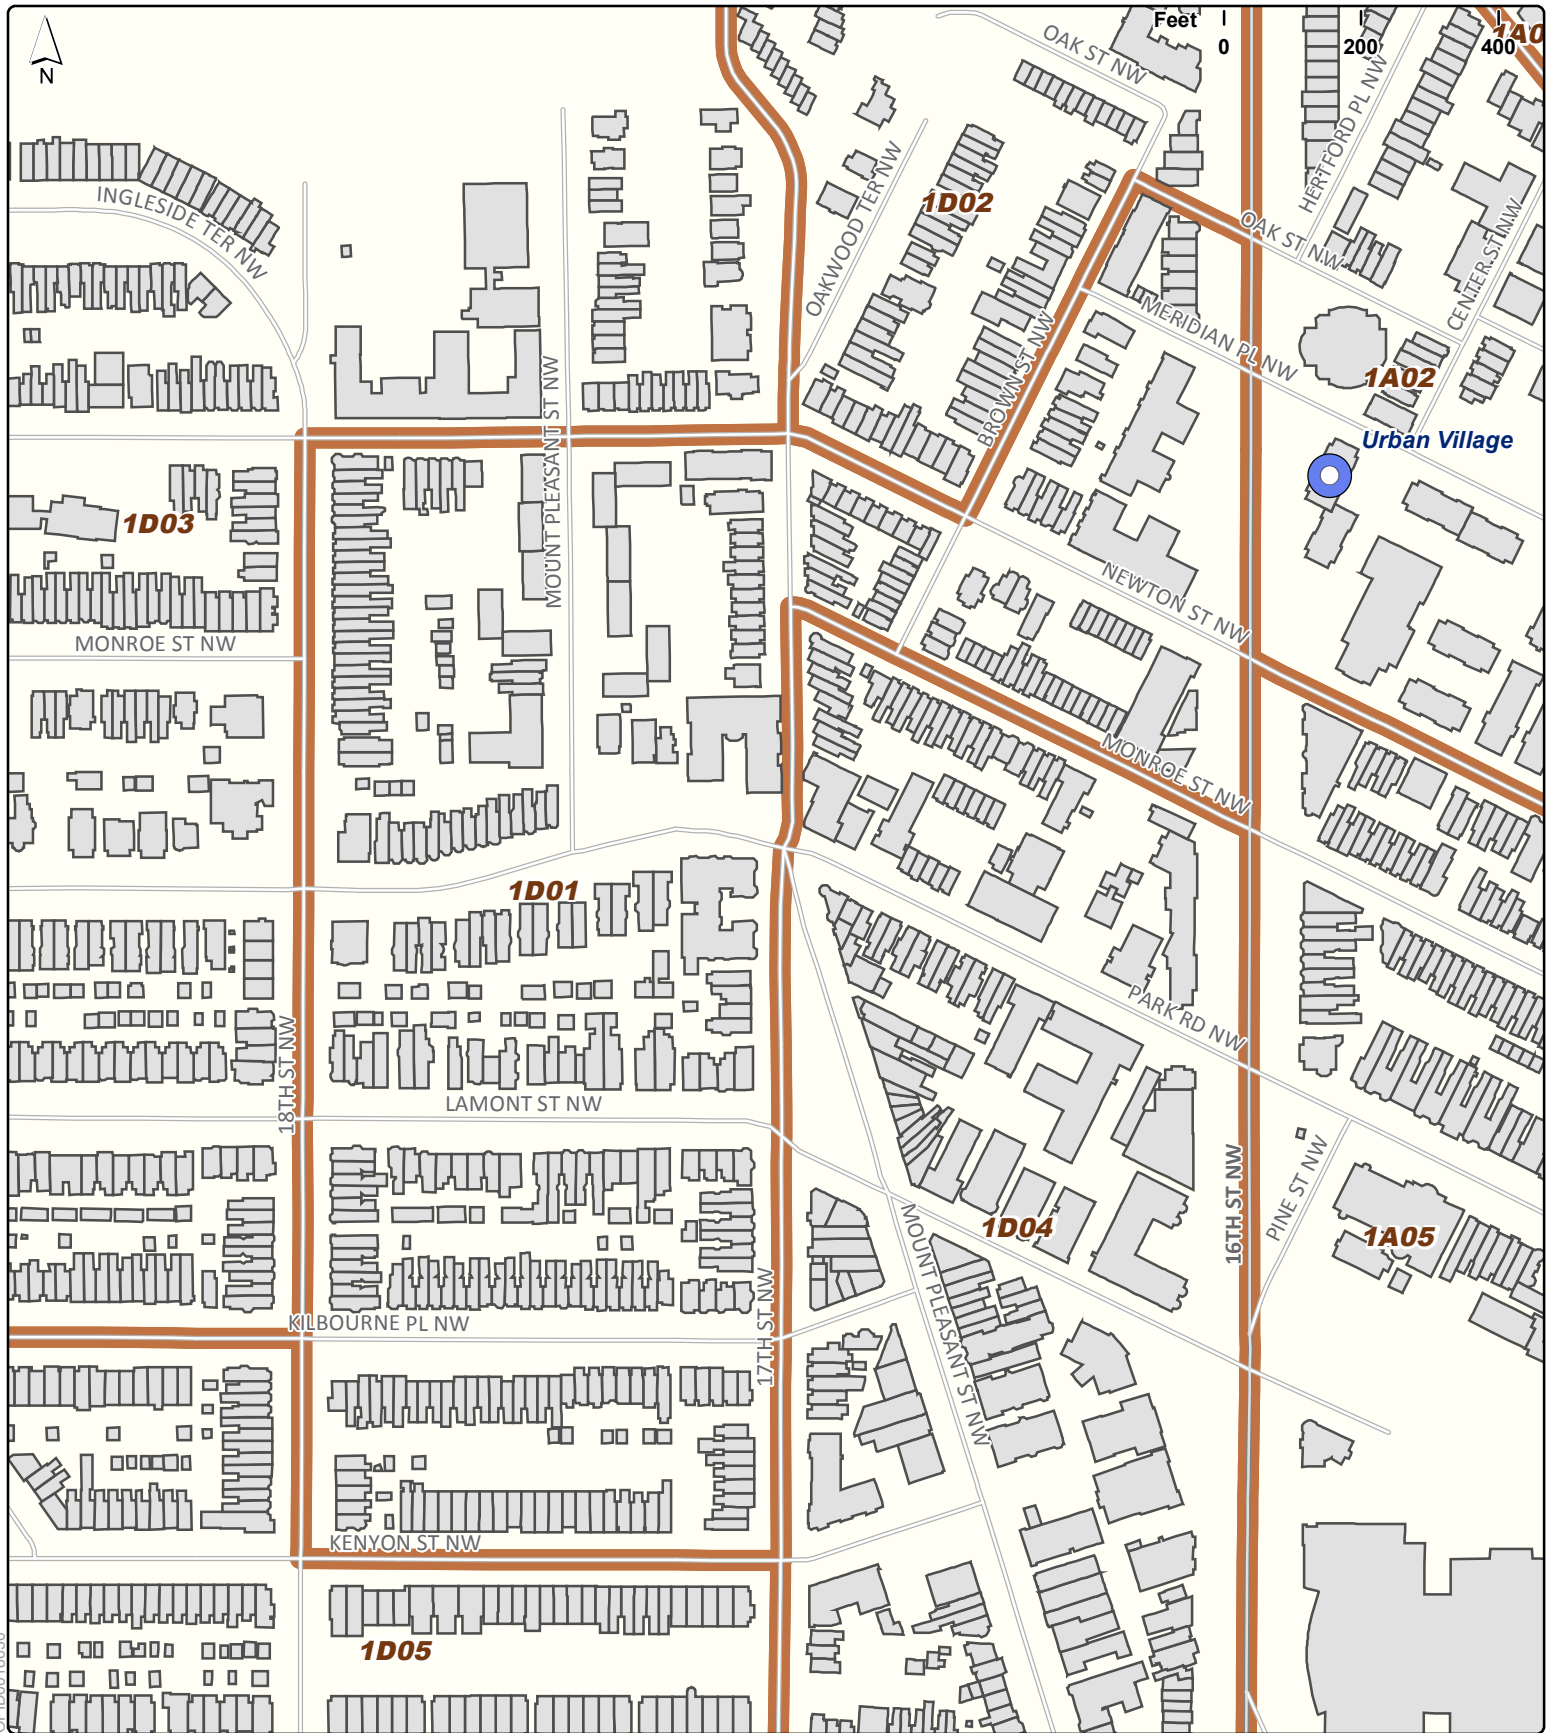 Feet
0
200
400
N
1A0
OAK ST NW
HERTFORD PL NW
INGLESIDE TER NW
OAKWOOD TER NW
1D02
OAK ST NW
CENTER ST NW
MERIDIAN PL NW
BROWN ST NW
1A02
MOUNT PLEASANT ST NW
Urban Village
1D03
NEWTON ST NW
MONROE ST NW
MONROE ST NW
1D01
PARK RD NW
18TH ST NW
LAMONT ST NW
16TH ST NW
PINE ST NW
1D04
1A05
MOUNT PLEASANT ST NW
KILBOURNE PL NW
17TH ST NW
KENYON ST NW
1D05